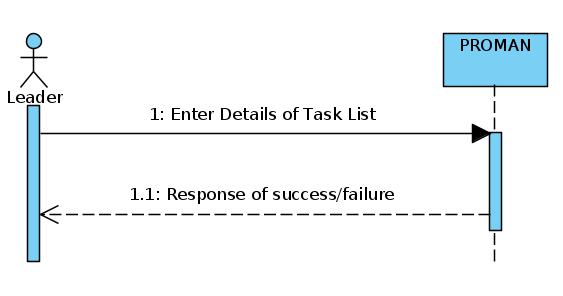 PROMAN
Leader
1: Enter Details of Task List
1.1: Response of success/failure